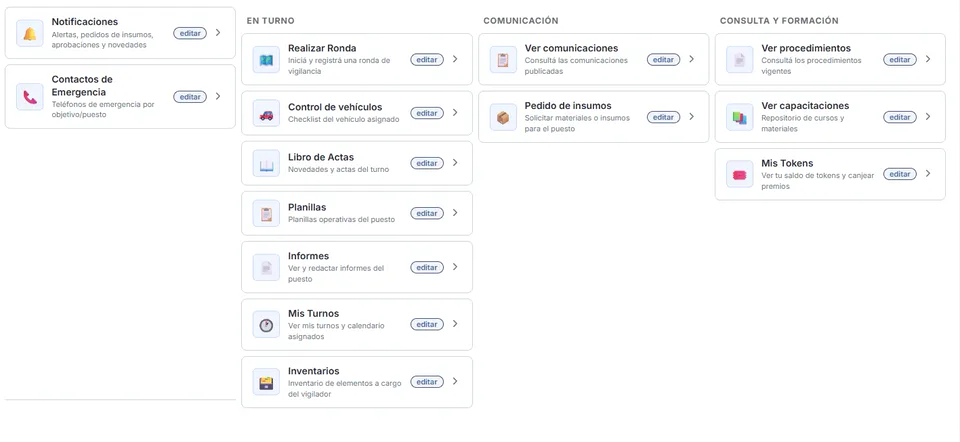 Notificaciones
Alertas, pedidos de insumos,
aprobaciones y novedades
editar
Contactos de
Emergencia
Teléfonos de emergencia por
objetivo/puesto
editar
EN TURNO
Realizar Ronda
Iniciá y registrá una ronda de
vigilancia
editar
Control de vehículos
Checklist del vehículo asignado
editar
Libro de Actas
Novedades y actas del turno
editar
Planillas
Planillas operativas del puesto
editar
Informes
Ver y redactar informes del
puesto
editar
Mis Turnos
Ver mis turnos y calendario
asignados
editar
Inventarios
Inventario de elementos a cargo
del vigilador
editar
COMUNICACIÓN
Ver comunicaciones
Consultá las comunicaciones
publicadas
editar
Pedido de insumos
Solicitar materiales o insumos
para el puesto
editar
CONSULTA Y FORMACIÓN
Ver procedimientos
Consultá los procedimientos
vigentes
editar
Ver capacitaciones
Repositorio de cursos y
materiales
editar
Mis Tokens
Ver tu saldo de tokens y canjear
premios
editar